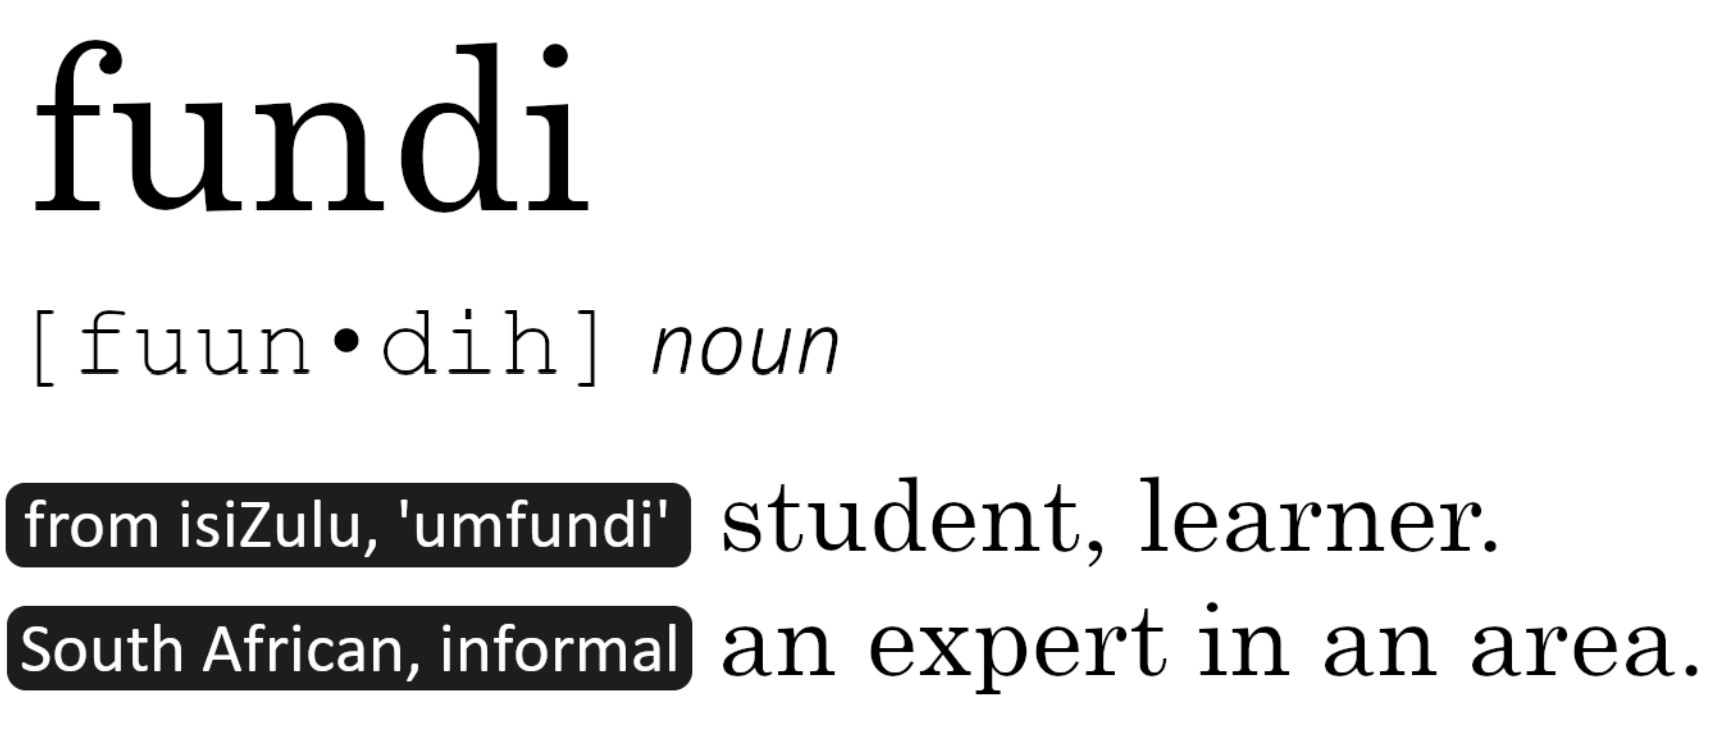 fundi
[fuun•dih] noun
from isiZulu, 'umfundi' student, learner.
South African, informal an expert in an area.